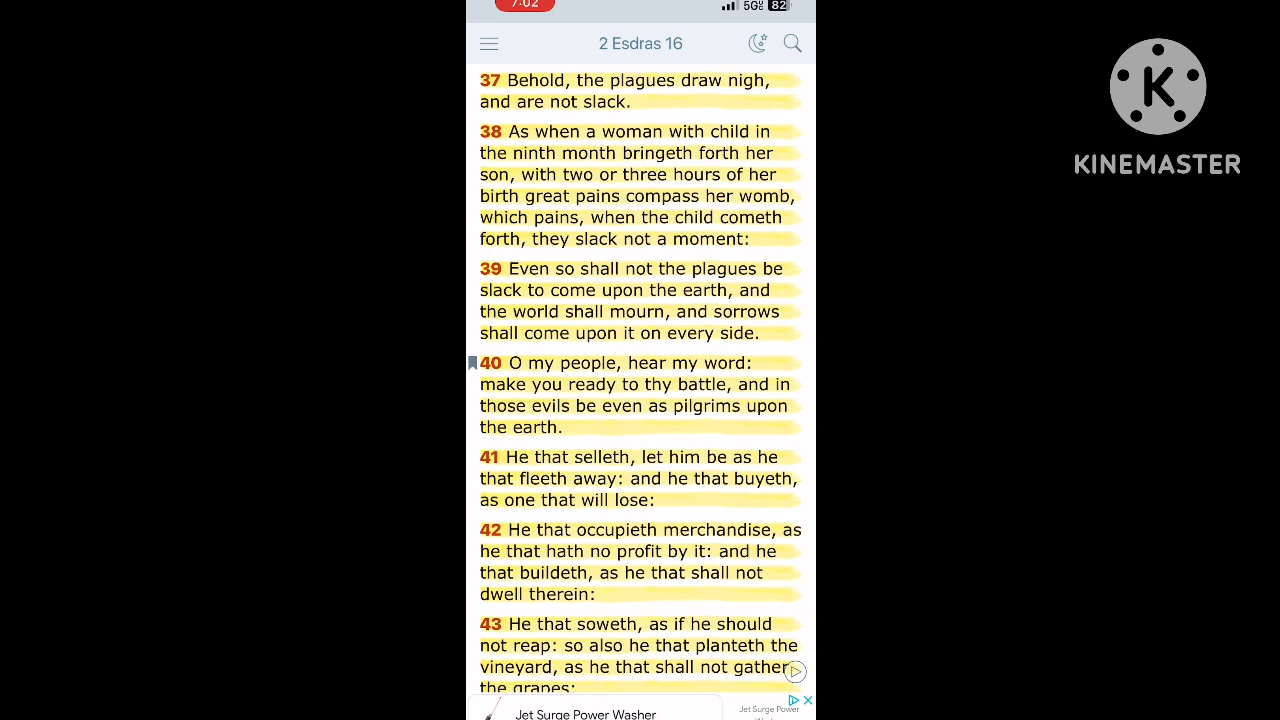 7:02
5G 82
2 Esdras 16
KINEMASTER
37 Behold, the plagues draw nigh,
and are not slack.
38 As when a woman with child in
the ninth month bringeth forth her
son, with two or three hours of her
birth great pains compass her womb,
which pains, when the child cometh
forth, they slack not a moment:
39 Even so shall not the plagues be
slack to come upon the earth, and
the world shall mourn, and sorrows
shall come upon it on every side.
40 O my people, hear my word:
make you ready to thy battle, and in
those evils be even as pilgrims upon
the earth.
41 He that selleth, let him be as he
that fleeth away: and he that buyeth,
as one that will lose:
42 He that occupieth merchandise, as
he that hath no profit by it: and he
that buildeth, as he that shall not
dwell therein:
43 He that soweth, as if he should
not reap: so also he that planteth the
vineyard, as he that shall not gather
the grapes:
Jet Surge Power Washer
Jet Surge Power